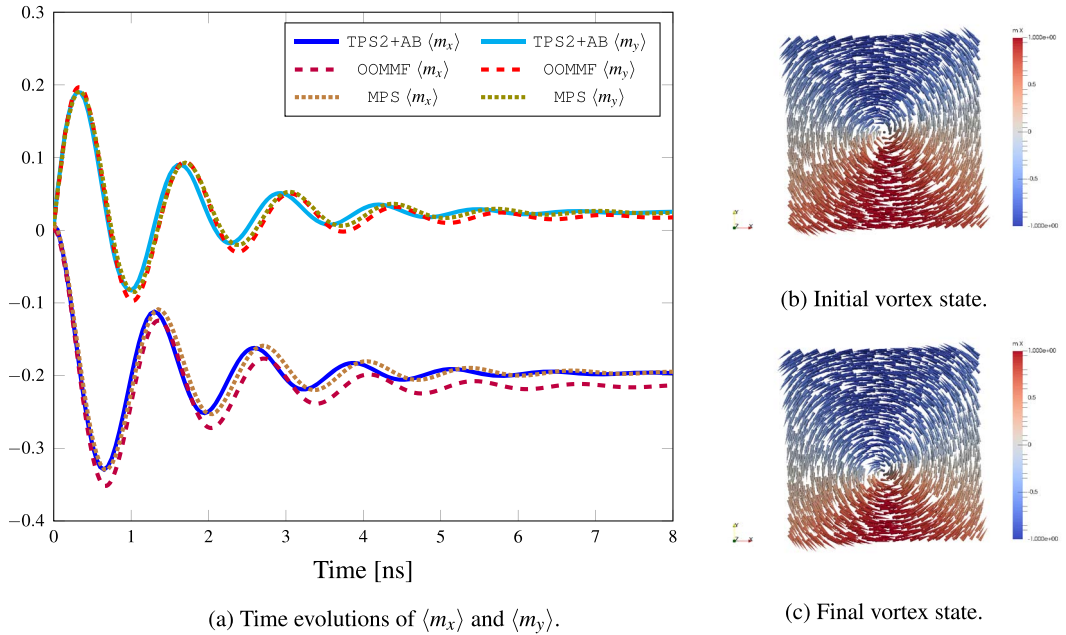 0.3
0.2
0.1
0
−0.1
−0.2
−0.3
−0.4
0 1 2 3 4 5 6 7 8
Time [ns]
TPS2+AB ⟨mx⟩ TPS2+AB ⟨my⟩
OOMMF ⟨mx⟩ OOMMF ⟨my⟩
MPS ⟨mx⟩ MPS ⟨my⟩
(a) Time evolutions of ⟨mx⟩ and ⟨my⟩.
m X
1.000e+00
0.5
0
-0.5
-1.000e+00
Y
Z X
(b) Initial vortex state.
m X
1.000e+00
0.5
0
-0.5
-1.000e+00
Y
Z X
(c) Final vortex state.